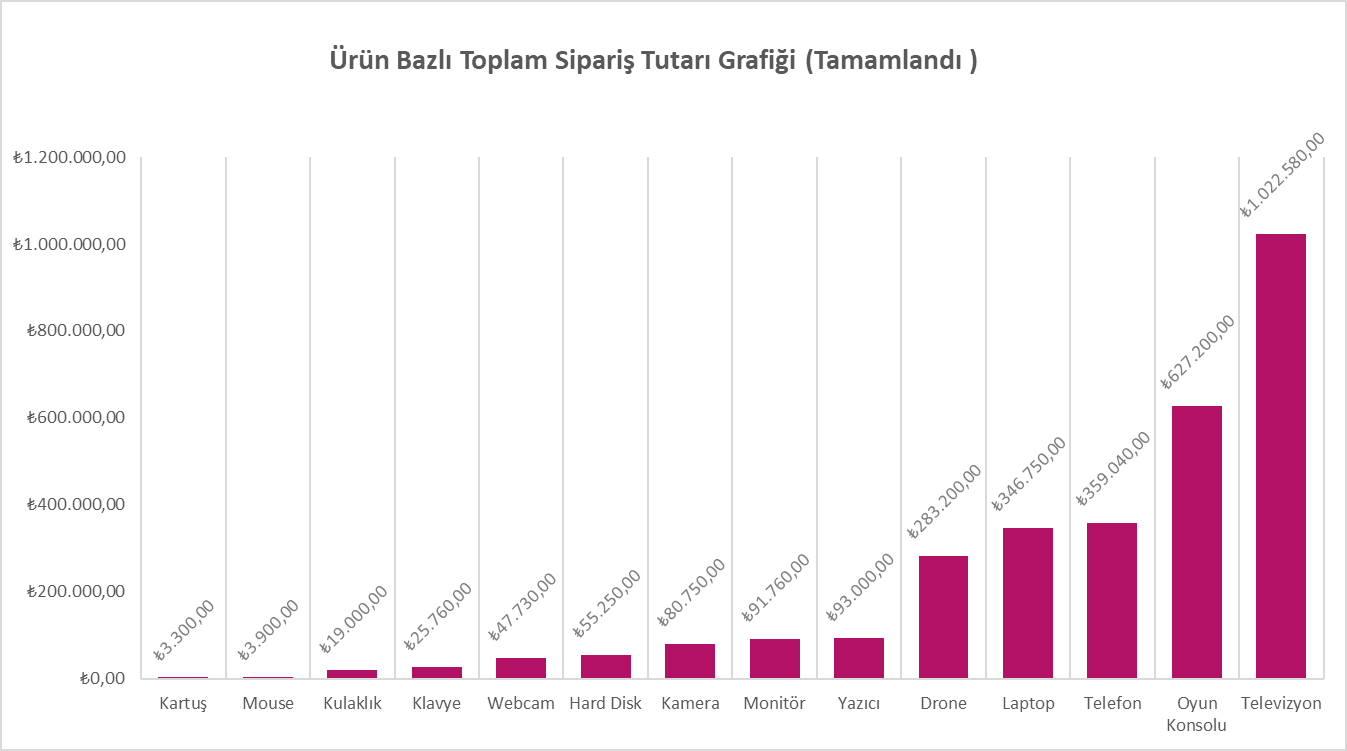 Ürün Bazlı Toplam Sipariş Tutarı Grafiği (Tamamlandı )
₺1.200.000,00
₺1.000.000,00
₺800.000,00
₺600.000,00
₺400.000,00
₺200.000,00
₺0,00
₺3.300,00
₺3.900,00
₺19.000,00
₺25.760,00
₺47.730,00
₺55.250,00
₺80.750,00
₺91.760,00
₺93.000,00
₺283.200,00
₺346.750,00
₺359.040,00
₺627.200,00
₺1.022.580,00
Kartuş
Mouse
Kulaklık
Klavye
Webcam
Hard Disk
Kamera
Monitör
Yazıcı
Drone
Laptop
Telefon
Oyun
Konsolu
Televizyon